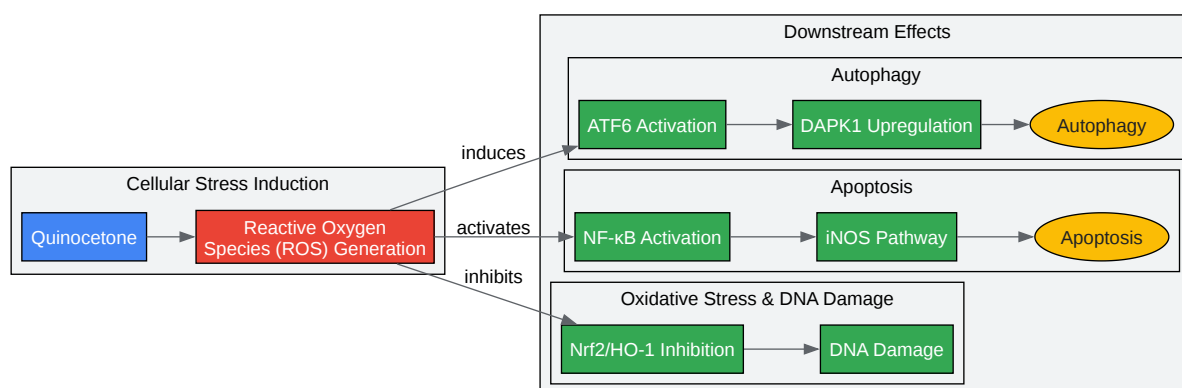 Downstream Effects
Autophagy
ATF6 Activation
DAPK1 Upregulation
Autophagy
induces
Cellular Stress Induction
Quinocetone
Reactive Oxygen
Species (ROS) Generation
activates
Apoptosis
NF-κB Activation
iNOS Pathway
Apoptosis
inhibits
Oxidative Stress & DNA Damage
Nrf2/HO-1 Inhibition
DNA Damage